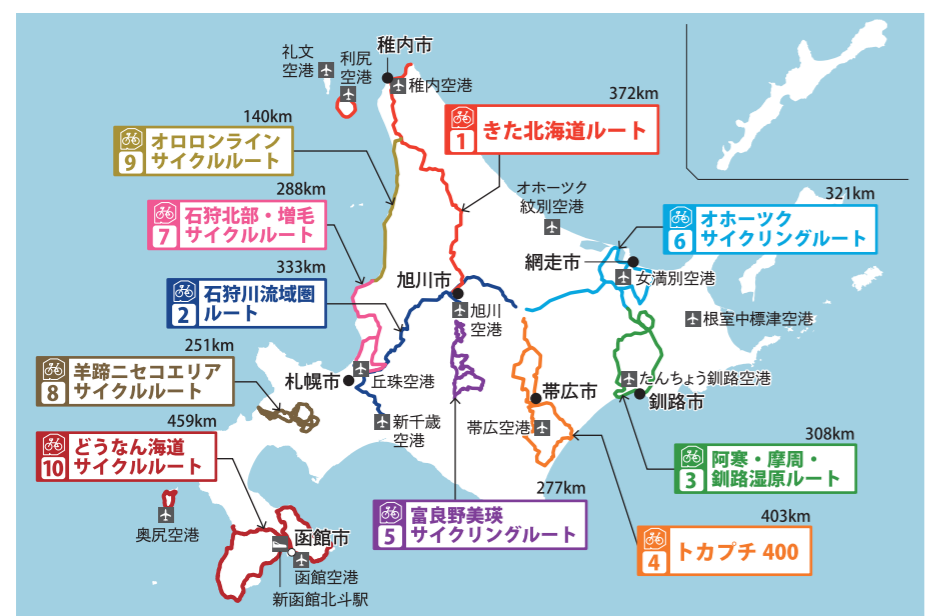 礼文
空港
利尻
空港
稚内市
稚内空港
372km
1
きた北海道ルート
140km
9
オロロンライン
サイクルルート
288km
7
石狩北部・増毛
サイクルルート
333km
2
石狩川流域圏
ルート
オホーツク
紋別空港
321km
6
オホーツク
サイクリングルート
網走市
女満別空港
旭川市
旭川
空港
根室中標津空港
251km
8
羊蹄ニセコエリア
サイクルルート
札幌市
丘珠空港
新千歳
空港
帯広市
帯広空港
たんちょう釧路空港
釧路市
459km
10
どうなん海道
サイクルルート
308km
3
阿寒・摩周・
釧路湿原ルート
277km
5
富良野美瑛
サイクリングルート
403km
4
トカプチ 400
奥尻空港
函館市
函館空港
新函館北斗駅